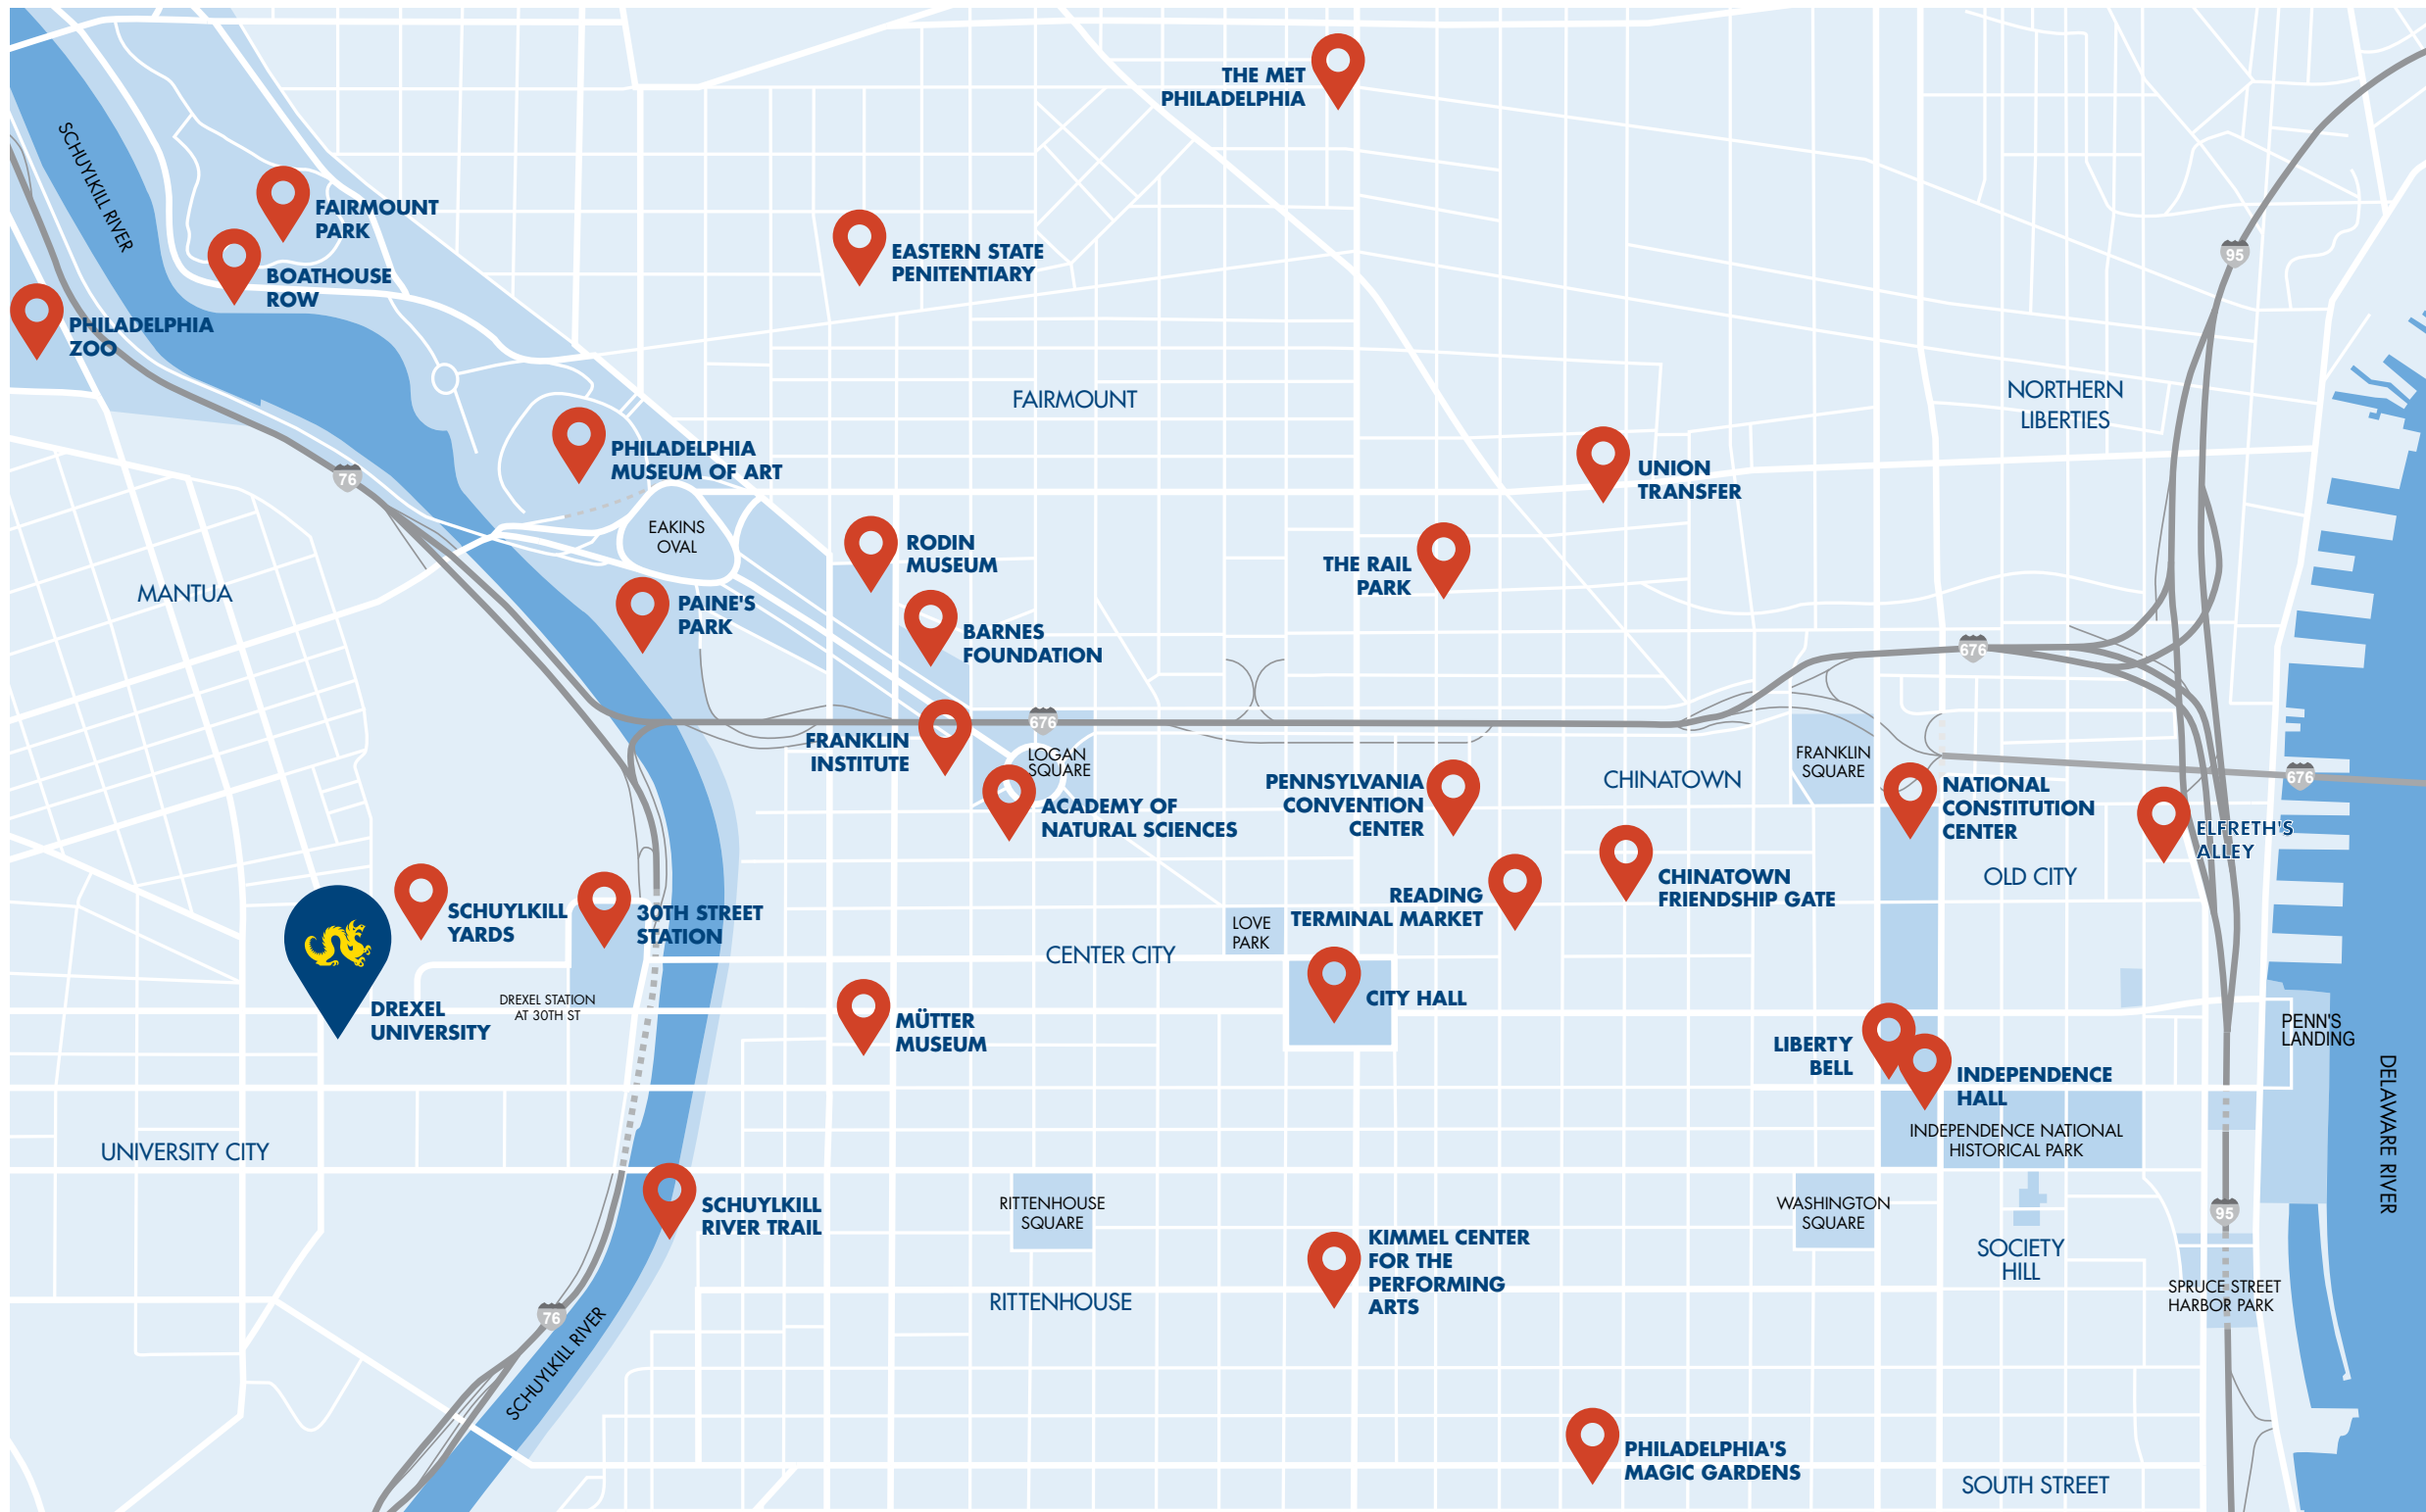 THE MET
PHILADELPHIA
SCHUYLKILL RIVER
FAIRMOUNT
PARK
BOATHOUSE
ROW
EASTERN STATE
PENITENTIARY
95
PHILADELPHIA
ZOO
FAIRMOUNT
NORTHERN
LIBERTIES
PHILADELPHIA
MUSEUM OF ART
76
UNION
TRANSFER
EAKINS
OVAL
RODIN
MUSEUM
THE RAIL
PARK
MANTUA
PAINE'S
PARK
BARNES
FOUNDATION
676
676
FRANKLIN
INSTITUTE
LOGAN
SQUARE
ACADEMY OF
NATURAL SCIENCES
PENNSYLVANIA
CONVENTION
CENTER
CHINATOWN
FRANKLIN
SQUARE
NATIONAL
CONSTITUTION
CENTER
676
ELFRETH'S
ALLEY
CHINATOWN
FRIENDSHIP GATE
OLD CITY
READING
TERMINAL MARKET
SCHUYLKILL
YARDS
30TH STREET
STATION
LOVE
PARK
CENTER CITY
CITY HALL
DREXEL
UNIVERSITY
DREXEL STATION
AT 30TH ST
MÜTTER
MUSEUM
LIBERTY
BELL
INDEPENDENCE
HALL
PENN'S
LANDING
DELAWARE RIVER
INDEPENDENCE NATIONAL
HISTORICAL PARK
UNIVERSITY CITY
SCHUYLKILL
RIVER TRAIL
RITTENHOUSE
SQUARE
WASHINGTON
SQUARE
95
KIMMEL CENTER
FOR THE
PERFORMING
ARTS
SOCIETY
HILL
SPRUCE STREET
HARBOR PARK
RITTENHOUSE
76
SCHUYLKILL RIVER
PHILADELPHIA'S
MAGIC GARDENS
SOUTH STREET